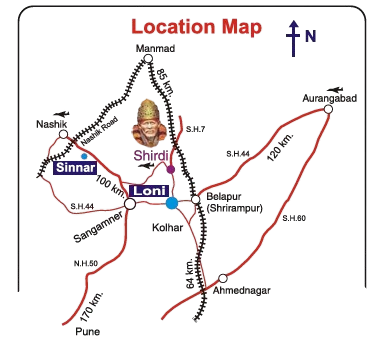 Location Map
N
Manmad
85 km.
Aurangabad
Nashik Road
Nashik
S.H.7
Shirdi
S.H.44
120 km.
Sinnar
100 km.
Loni
S.H.44
Belapur
(Shrirampur)
Sangamner
Kolhar
S.H.60
N.H.50
64 km.
Ahmednagar
170 km.
Pune